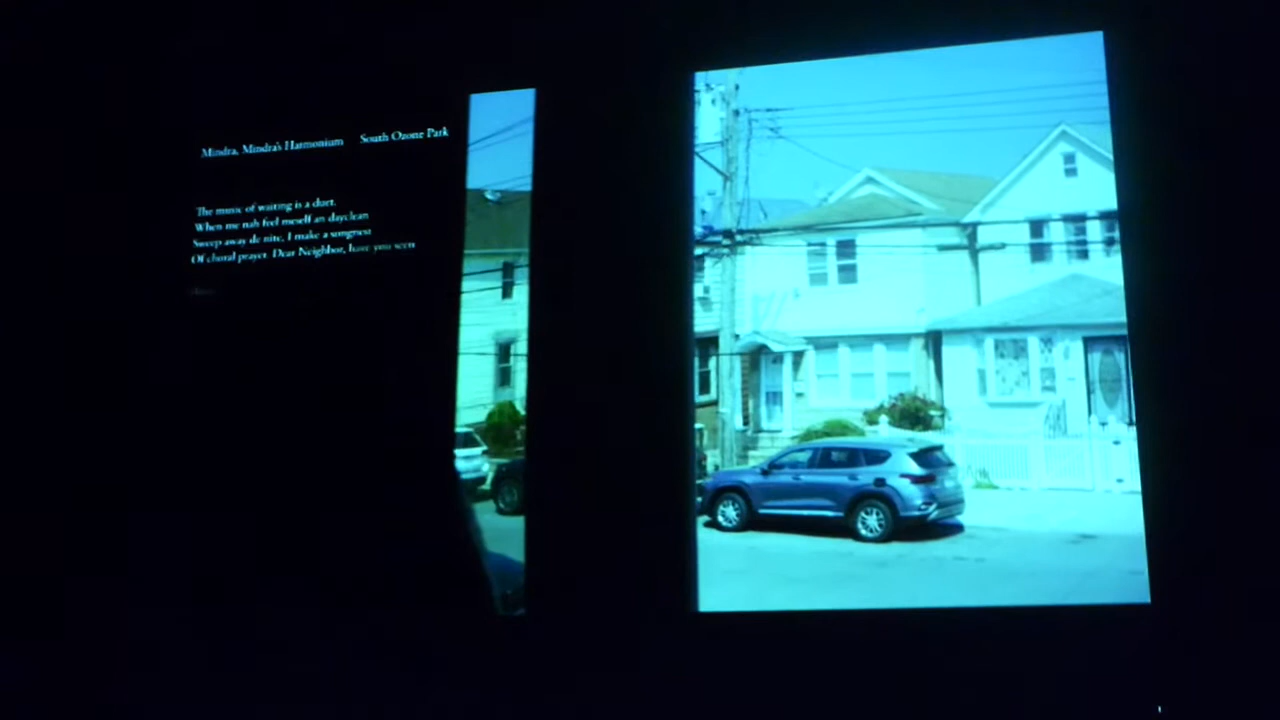 Mindra, Mindra's Harmonium South Ozone Park
The music of waiting is a duet.
When me nah feel meself an dayclean
Sweep away de nite, I make a songnest
Of choral prayer. Dear Neighbor, have you seen